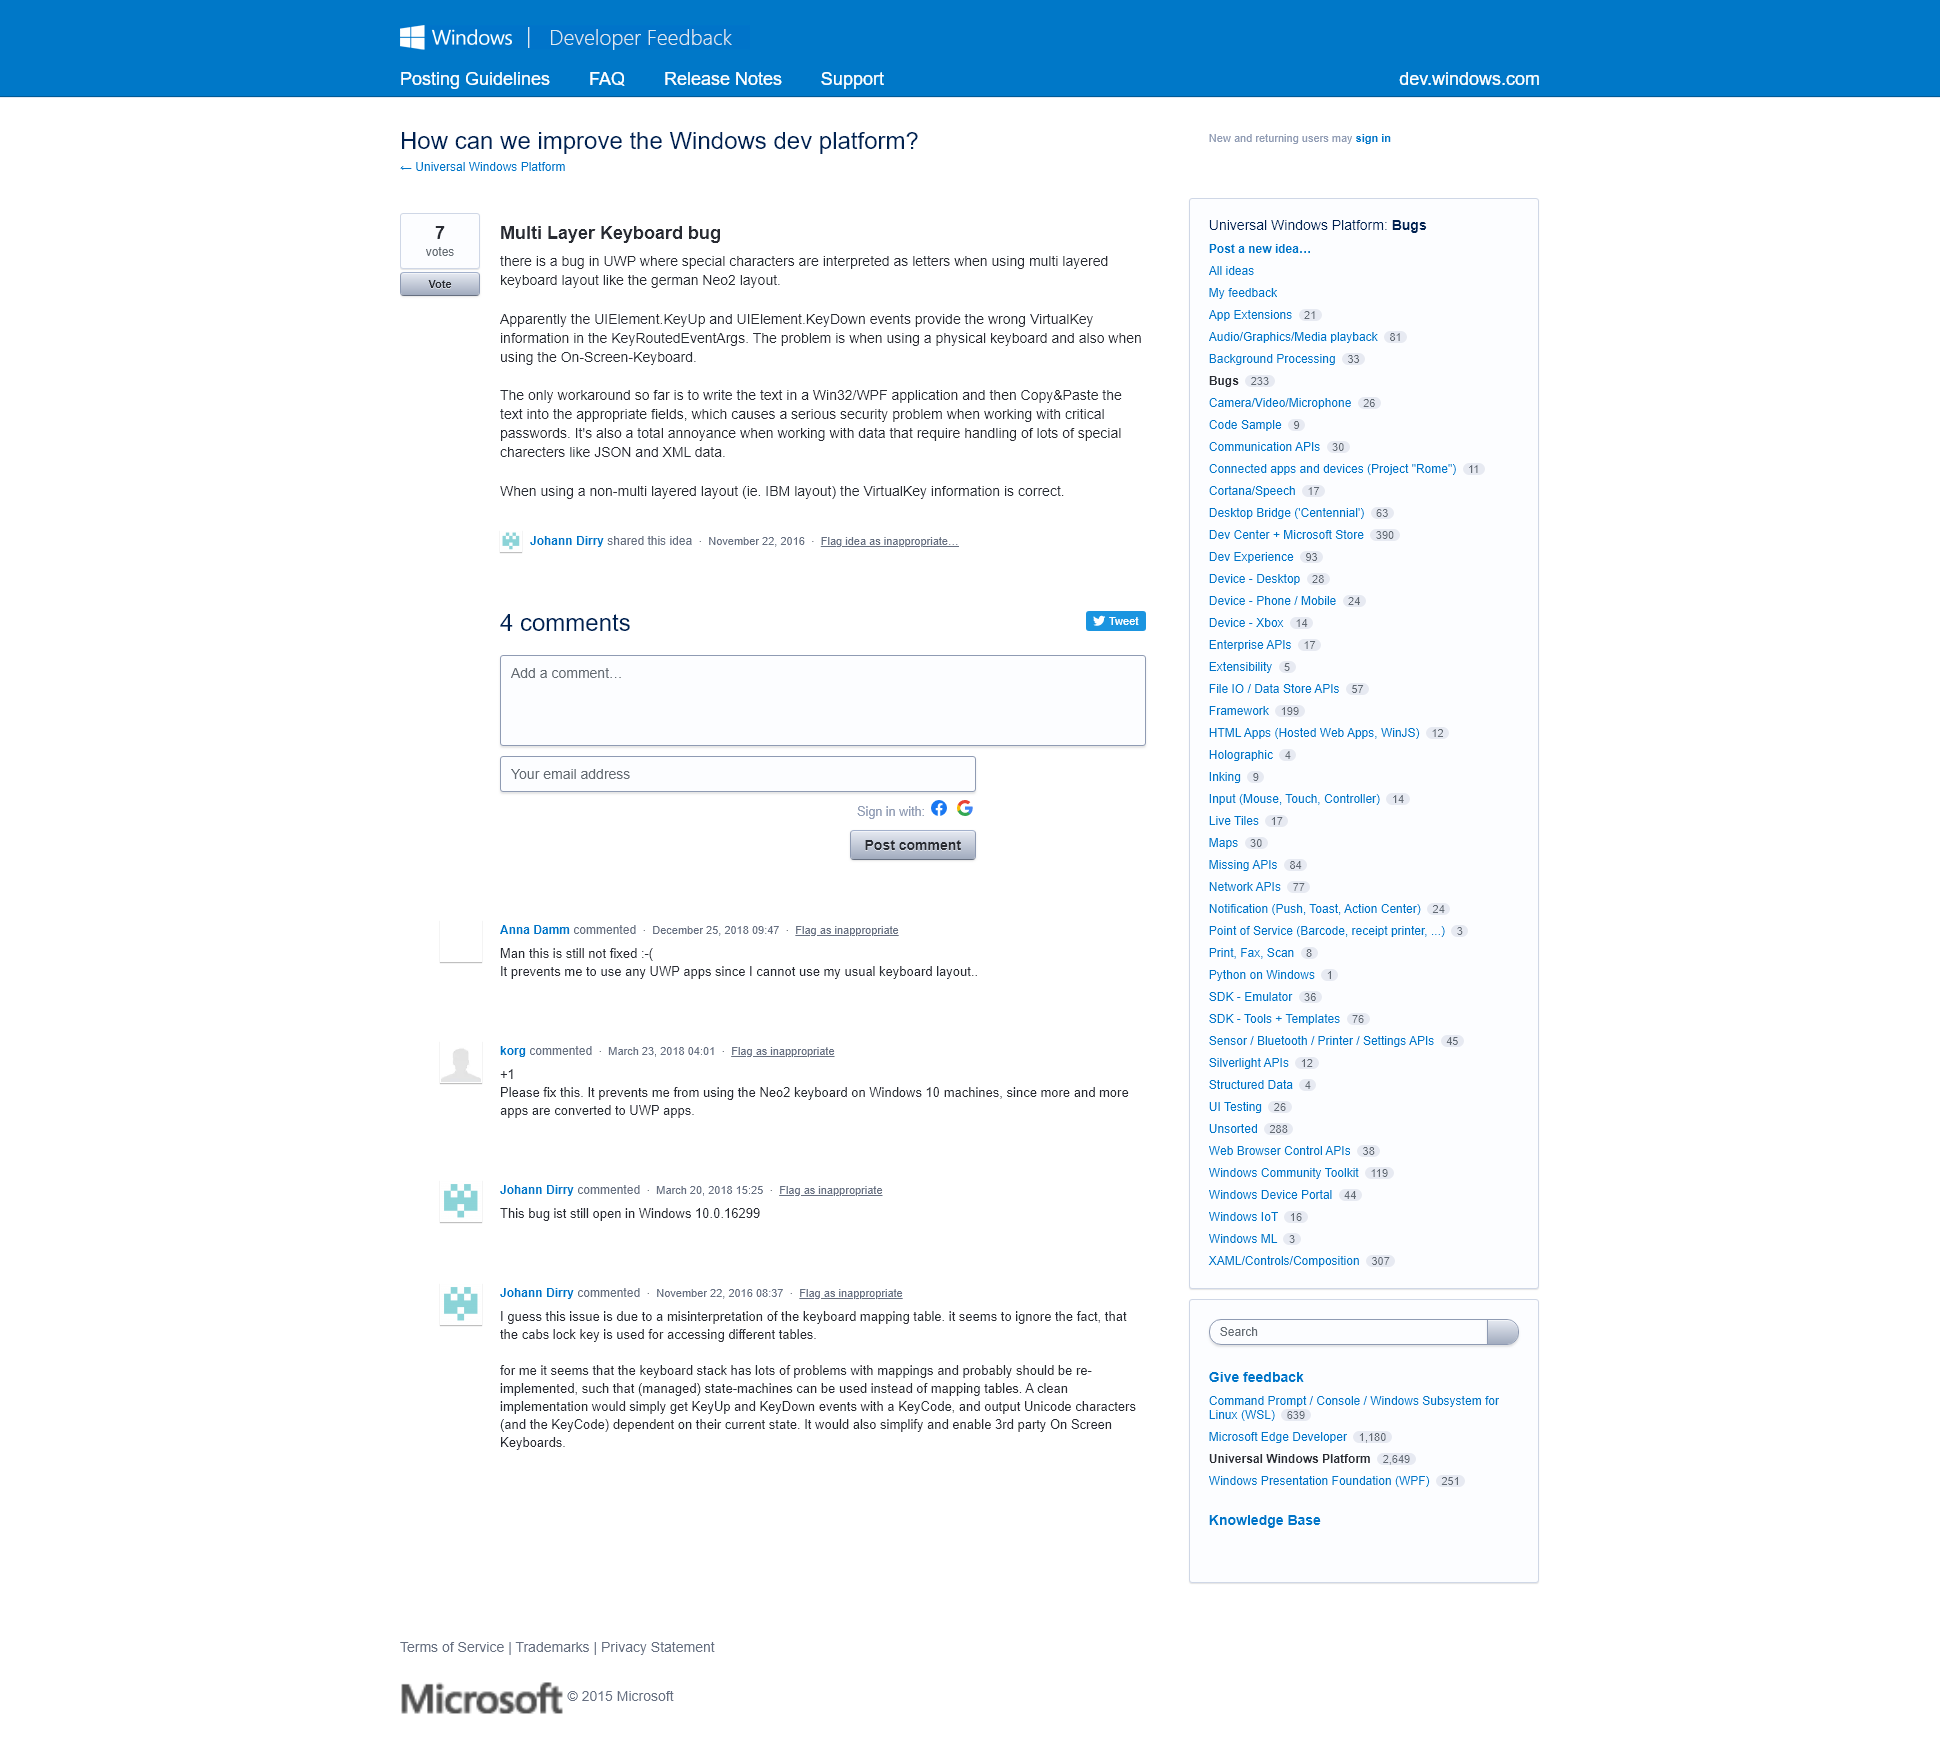 Windows | Developer Feedback
Posting Guidelines FAQ Release Notes Support dev.windows.com
How can we improve the Windows dev platform?
← Universal Windows Platform
New and returning users may sign in
7
votes
Vote
Multi Layer Keyboard bug
there is a bug in UWP where special characters are interpreted as letters when using multi layered
keyboard layout like the german Neo2 layout.
Apparently the UIElement.KeyUp and UIElement.KeyDown events provide the wrong VirtualKey
information in the KeyRoutedEventArgs. The problem is when using a physical keyboard and also when
using the On-Screen-Keyboard.
The only workaround so far is to write the text in a Win32/WPF application and then Copy&Paste the
text into the appropriate fields, which causes a serious security problem when working with critical
passwords. It's also a total annoyance when working with data that require handling of lots of special
charecters like JSON and XML data.
When using a non-multi layered layout (ie. IBM layout) the VirtualKey information is correct.
Johann Dirry shared this idea · November 22, 2016 · Flag idea as inappropriate…
4 comments
Tweet
Add a comment…
Your email address
Sign in with:
Post comment
Anna Damm commented · December 25, 2018 09:47 · Flag as inappropriate
Man this is still not fixed :-(
It prevents me to use any UWP apps since I cannot use my usual keyboard layout..
korg commented · March 23, 2018 04:01 · Flag as inappropriate
+1
Please fix this. It prevents me from using the Neo2 keyboard on Windows 10 machines, since more and more
apps are converted to UWP apps.
Johann Dirry commented · March 20, 2018 15:25 · Flag as inappropriate
This bug ist still open in Windows 10.0.16299
Johann Dirry commented · November 22, 2016 08:37 · Flag as inappropriate
I guess this issue is due to a misinterpretation of the keyboard mapping table. it seems to ignore the fact, that
the cabs lock key is used for accessing different tables.
for me it seems that the keyboard stack has lots of problems with mappings and probably should be re-
implemented, such that (managed) state-machines can be used instead of mapping tables. A clean
implementation would simply get KeyUp and KeyDown events with a KeyCode, and output Unicode characters
(and the KeyCode) dependent on their current state. It would also simplify and enable 3rd party On Screen
Keyboards.
Universal Windows Platform: Bugs
Post a new idea…
All ideas
My feedback
App Extensions 21
Audio/Graphics/Media playback 81
Background Processing 33
Bugs 233
Camera/Video/Microphone 26
Code Sample 9
Communication APIs 30
Connected apps and devices (Project "Rome") 11
Cortana/Speech 17
Desktop Bridge ('Centennial') 63
Dev Center + Microsoft Store 390
Dev Experience 93
Device - Desktop 28
Device - Phone / Mobile 24
Device - Xbox 14
Enterprise APIs 17
Extensibility 5
File IO / Data Store APIs 57
Framework 199
HTML Apps (Hosted Web Apps, WinJS) 12
Holographic 4
Inking 9
Input (Mouse, Touch, Controller) 14
Live Tiles 17
Maps 30
Missing APIs 84
Network APIs 77
Notification (Push, Toast, Action Center) 24
Point of Service (Barcode, receipt printer, ...) 3
Print, Fax, Scan 8
Python on Windows 1
SDK - Emulator 36
SDK - Tools + Templates 76
Sensor / Bluetooth / Printer / Settings APIs 45
Silverlight APIs 12
Structured Data 4
UI Testing 26
Unsorted 288
Web Browser Control APIs 38
Windows Community Toolkit 119
Windows Device Portal 44
Windows IoT 16
Windows ML 3
XAML/Controls/Composition 307
Search
Give feedback
Command Prompt / Console / Windows Subsystem for
Linux (WSL) 639
Microsoft Edge Developer 1,180
Universal Windows Platform 2,649
Windows Presentation Foundation (WPF) 251
Knowledge Base
Terms of Service | Trademarks | Privacy Statement
Microsoft © 2015 Microsoft